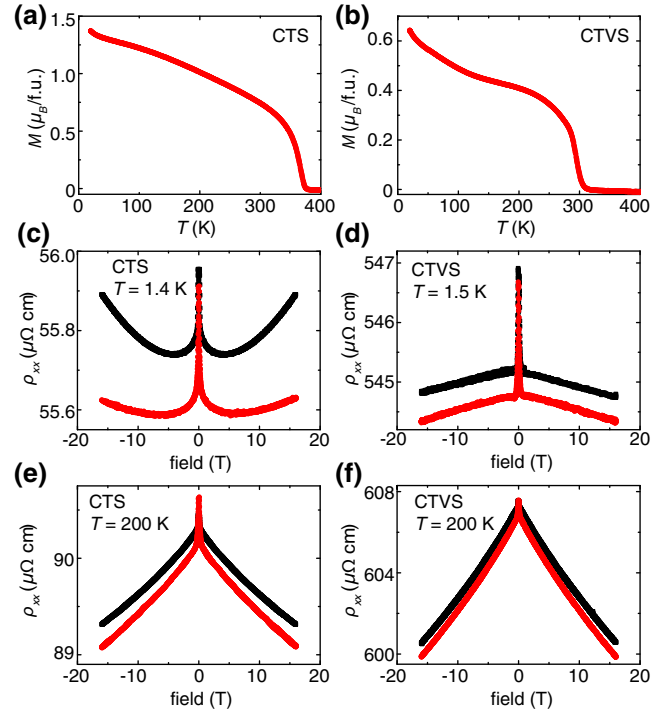 (a)
CTS
M (μB/f.u.)
1.5
1.0
0.5
0
0 100 200 300 400
T (K)
(b)
CTVS
M (μB/f.u.)
0.6
0.4
0.2
0
0 100 200 300 400
T (K)
(c)
CTS
T = 1.4 K
ρxx (μΩ cm)
56.0
55.8
55.6
-20 -10 0 10 20
field (T)
(d)
CTVS
T = 1.5 K
ρxx (μΩ cm)
547
546
545
-20 -10 0 10 20
field (T)
(e)
CTS
T = 200 K
ρxx (μΩ cm)
90
89
-20 -10 0 10 20
field (T)
(f)
CTVS
T = 200 K
ρxx (μΩ cm)
608
604
600
-20 -10 0 10 20
field (T)